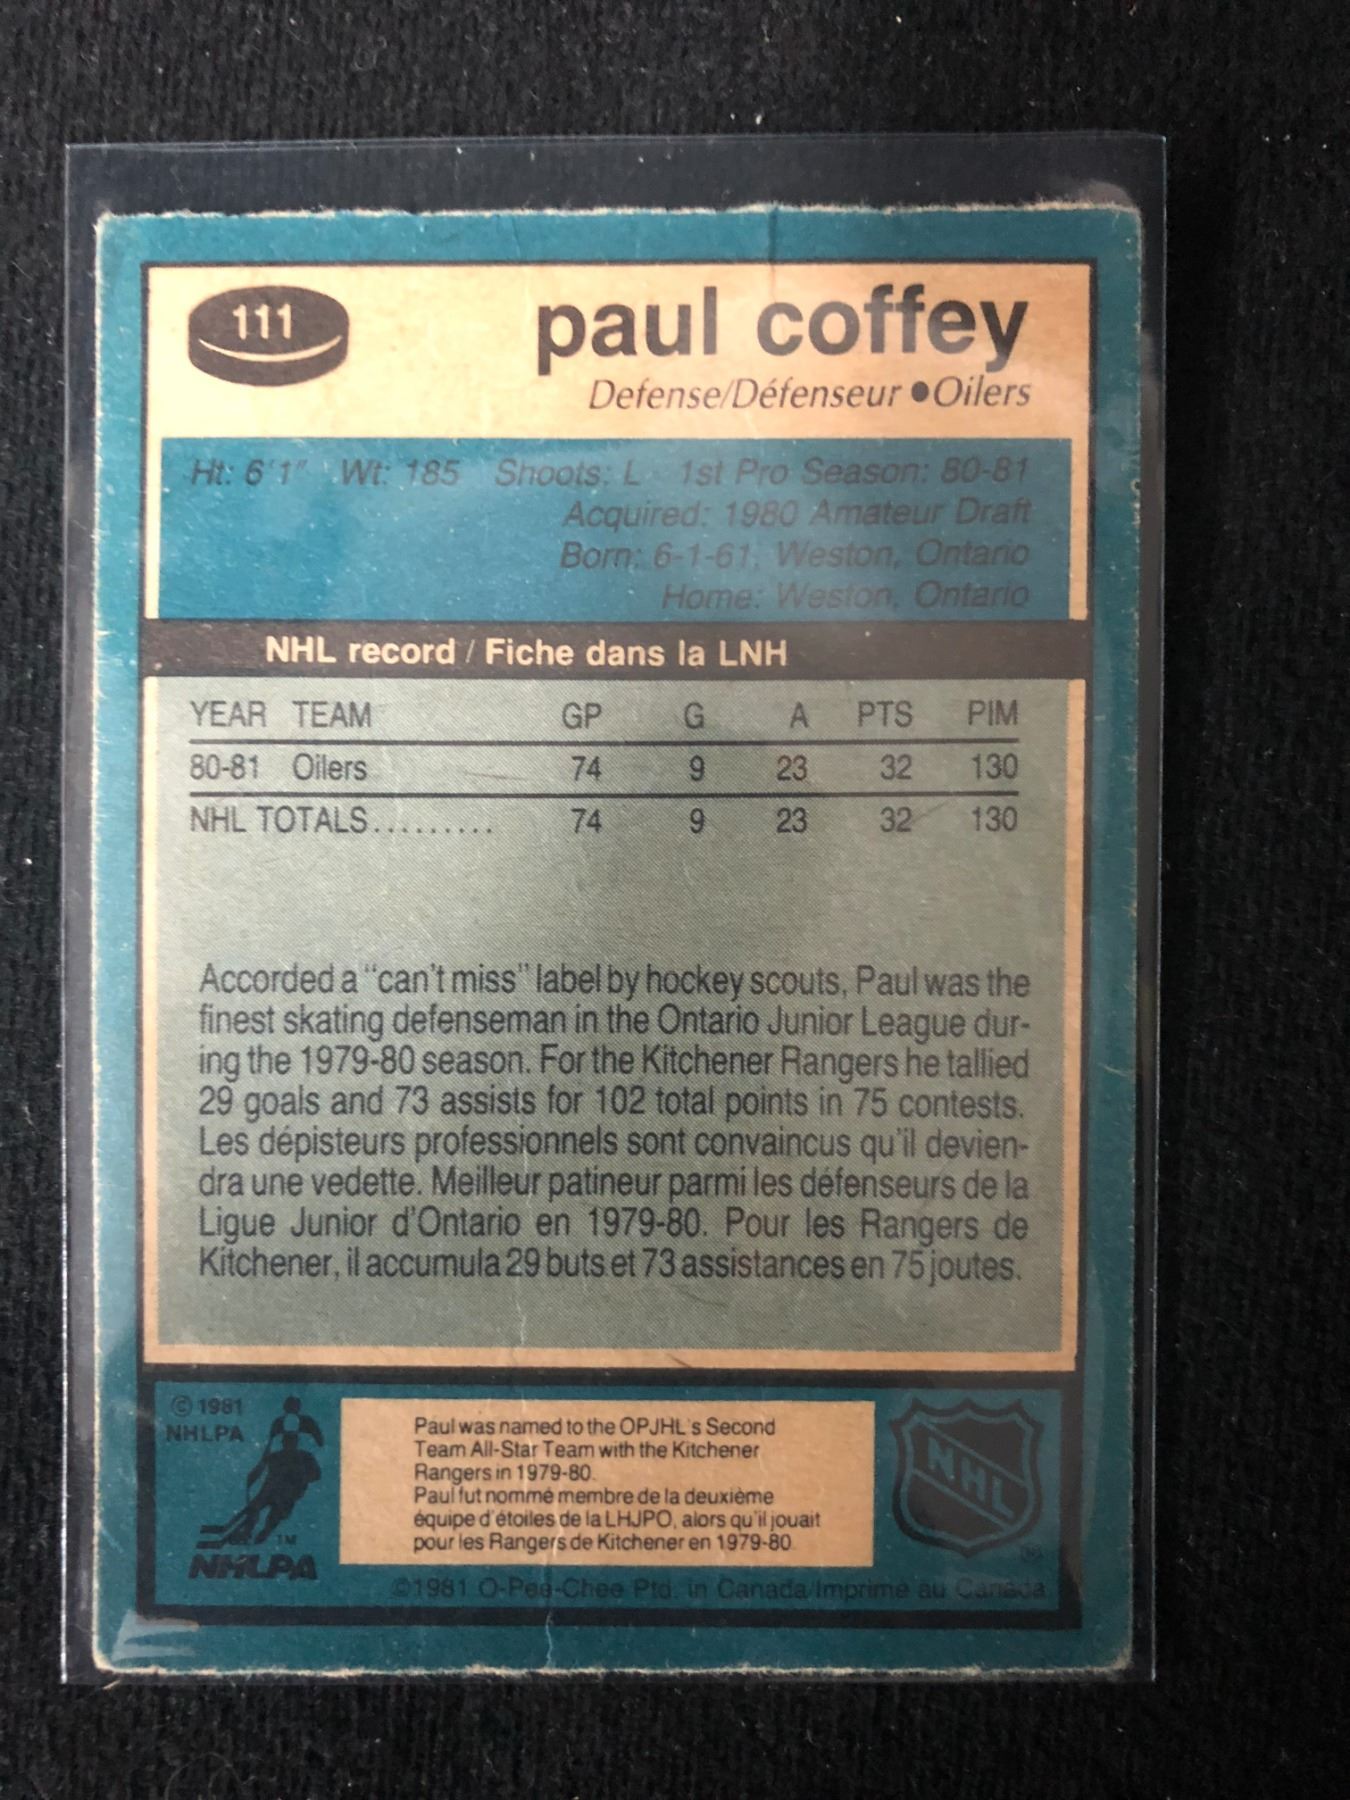 111
paul coffey
Defense/Défenseur ● Oilers
Ht: 6'1" Wt: 185 Shoots: L 1st Pro Season: 80-81
Acquired: 1980 Amateur Draft
Born: 6-1-61, Weston, Ontario
Home: Weston, Ontario
NHL record / Fiche dans la LNH
YEAR TEAM GP G A PTS PIM
80-81 Oilers 74 9 23 32 130
NHL TOTALS......... 74 9 23 32 130
Accorded a "can't miss" label by hockey scouts, Paul was the
finest skating defenseman in the Ontario Junior League dur-
ing the 1979-80 season. For the Kitchener Rangers he tallied
29 goals and 73 assists for 102 total points in 75 contests.
Les dépisteurs professionnels sont convaincus qu'il devien-
dra une vedette. Meilleur patineur parmi les défenseurs de la
Ligue Junior d'Ontario en 1979-80. Pour les Rangers de
Kitchener, il accumula 29 buts et 73 assistances en 75 joutes.
© 1981
NHLPA
TM
NHLPA
Paul was named to the OPJHL's Second
Team All-Star Team with the Kitchener
Rangers in 1979-80.
Paul fut nommé membre de la deuxième
équipe d'étoiles de la LHJPO, alors qu'il jouait
pour les Rangers de Kitchener en 1979-80.
NHL
®
©1981 O-Pee-Chee Ptd. in Canada/Imprimé au Canada